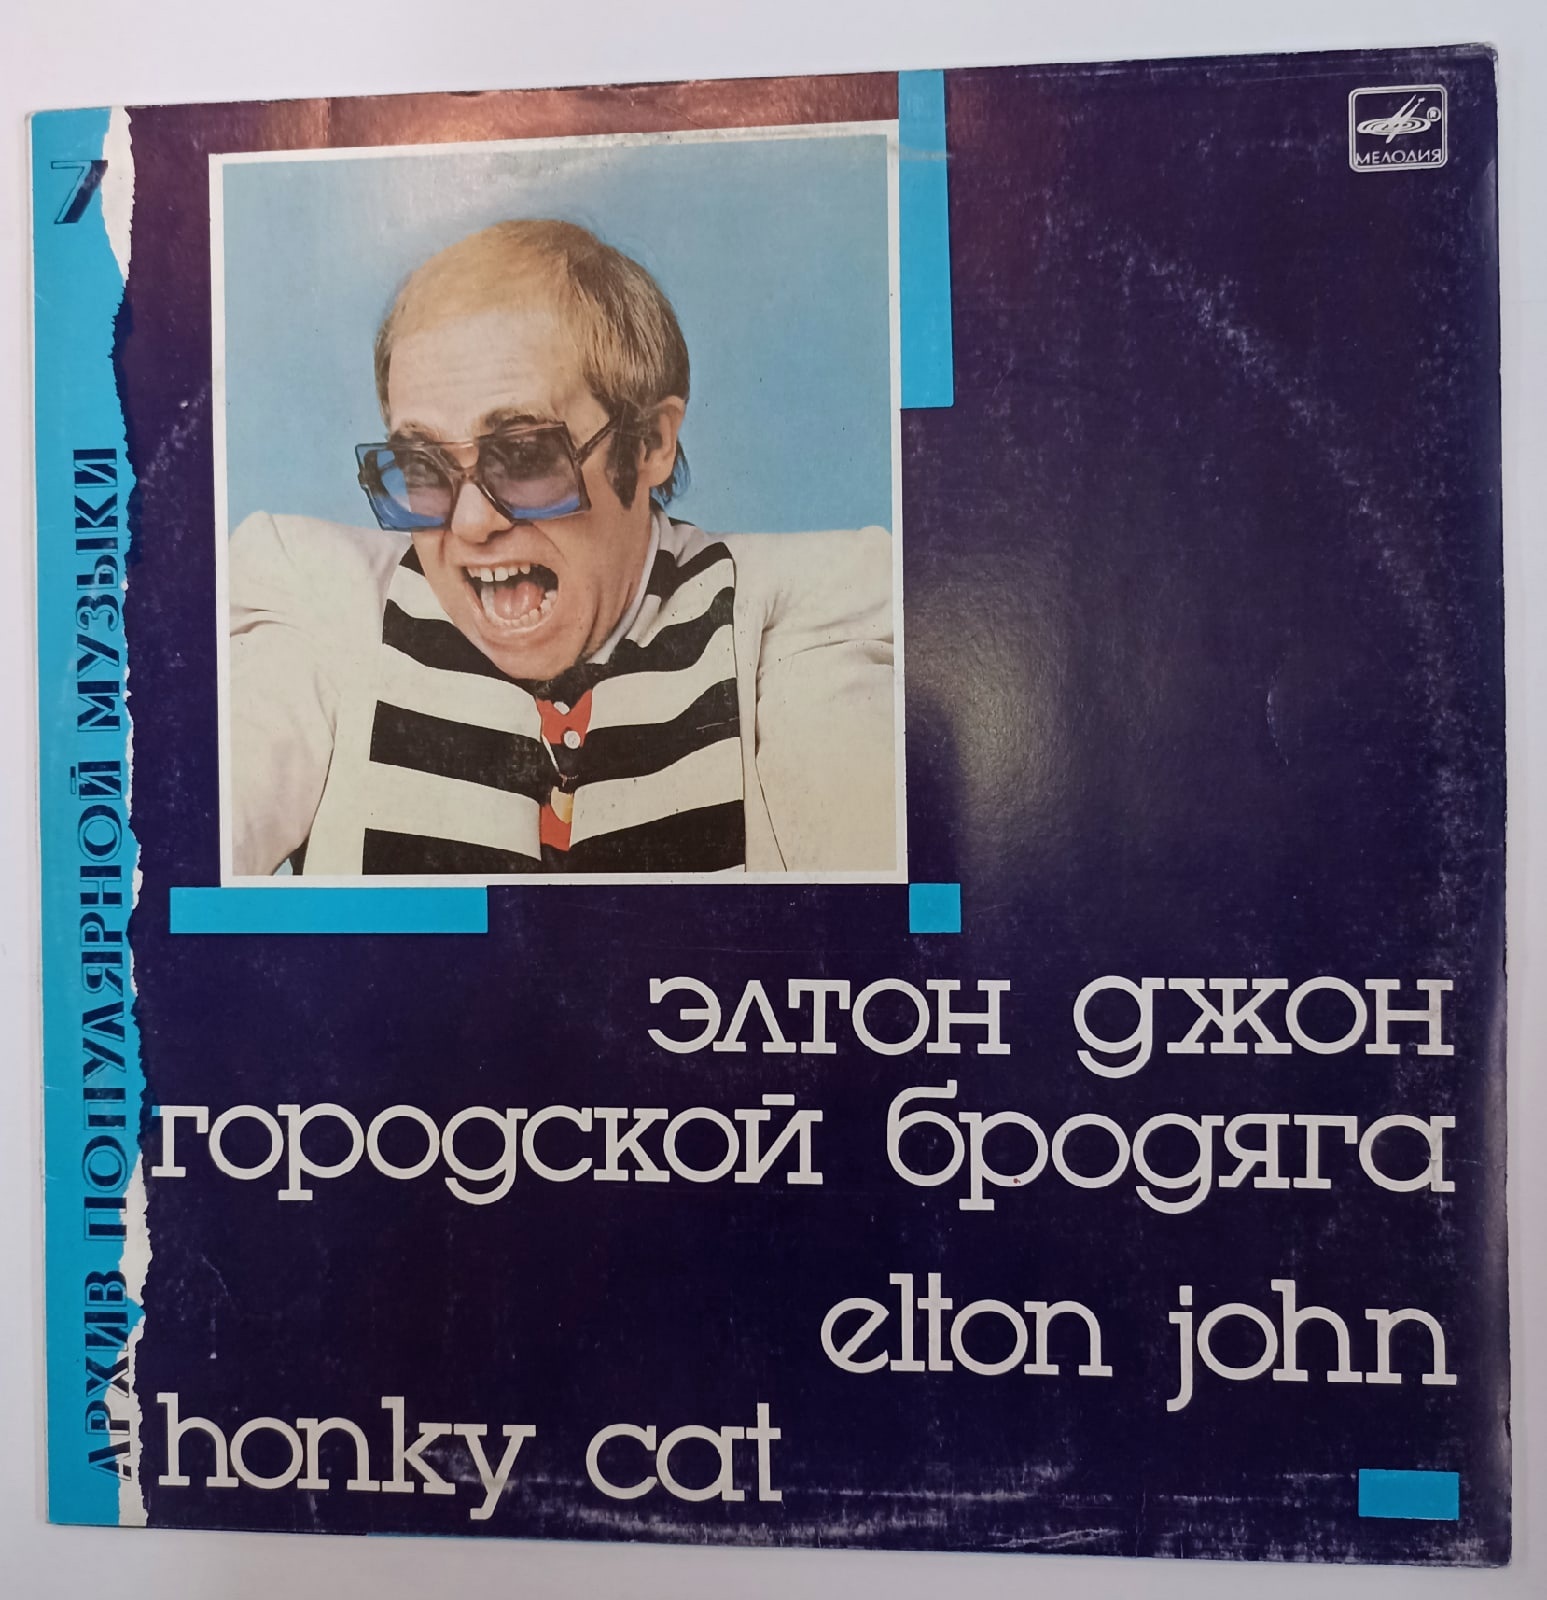 7
АРХИВ ПОПУЛЯРНОЙ МУЗЫКИ
МЕЛОДИЯ
элтон джон
городской бродяга
elton john
honky cat